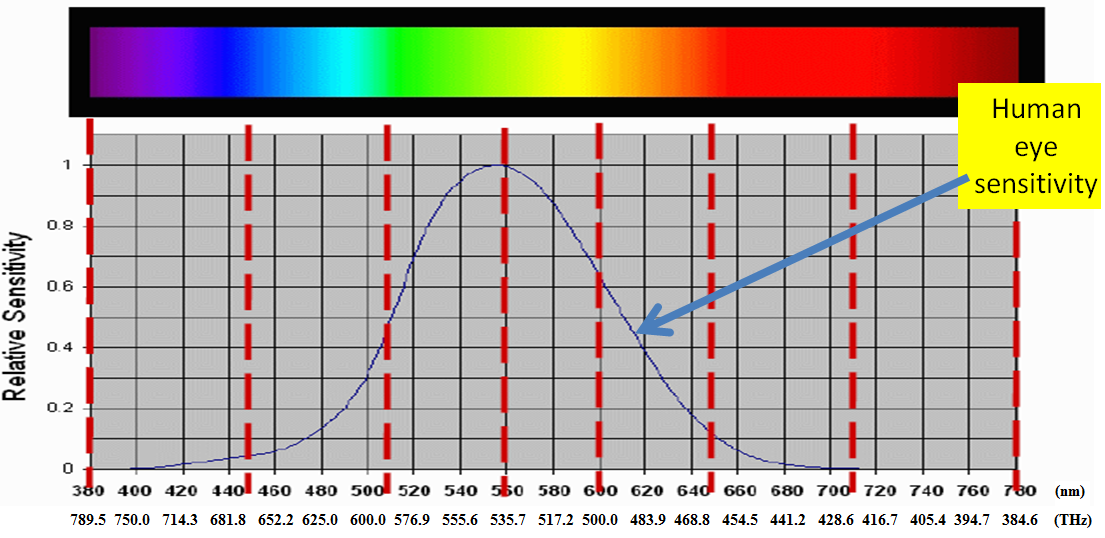 Human
eye
sensitivity
Relative Sensitivity
1
0.8
0.6
0.4
0.2
0
380 400 420 440 460 480 500 520 540 560 580 600 620 640 660 680 700 720 740 760 780 (nm)
789.5 750.0 714.3 681.8 652.2 625.0 600.0 576.9 555.6 535.7 517.2 500.0 483.9 468.8 454.5 441.2 428.6 416.7 405.4 394.7 384.6 (THz)